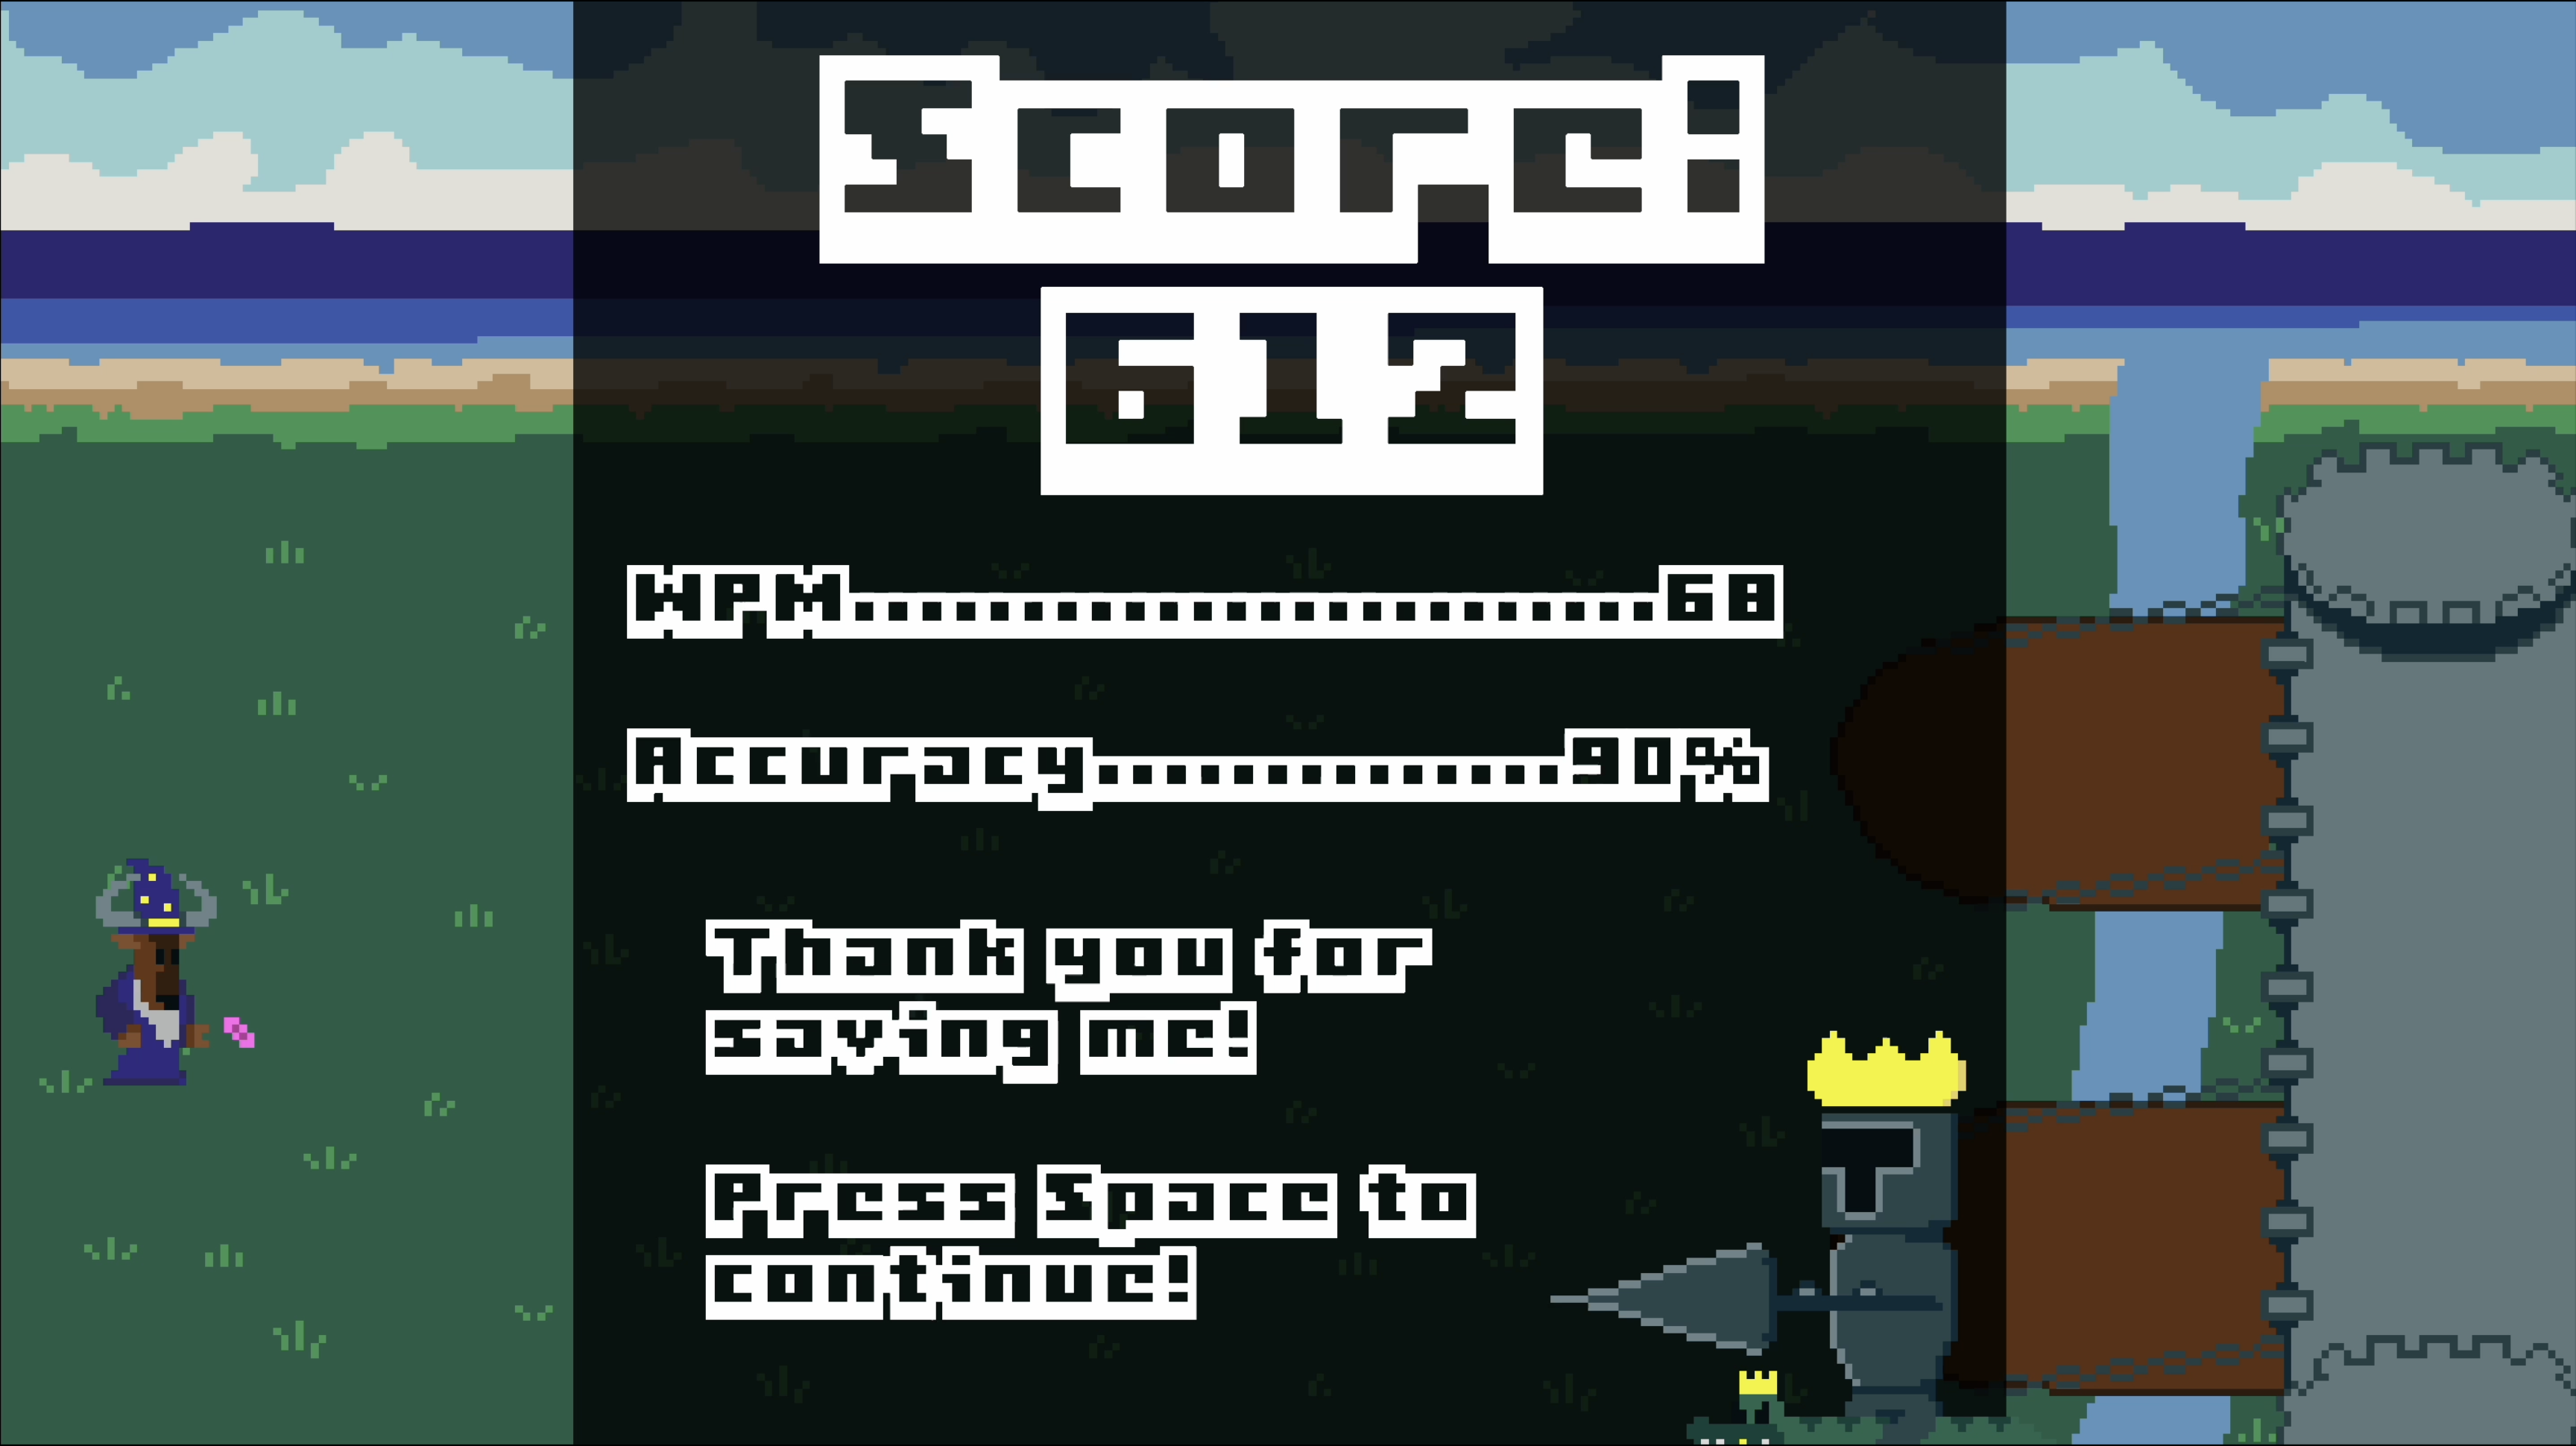 Score:
612
WPM........................68
Accuracy..............90%
Thank you for
saving me!
Press Space to
continue!